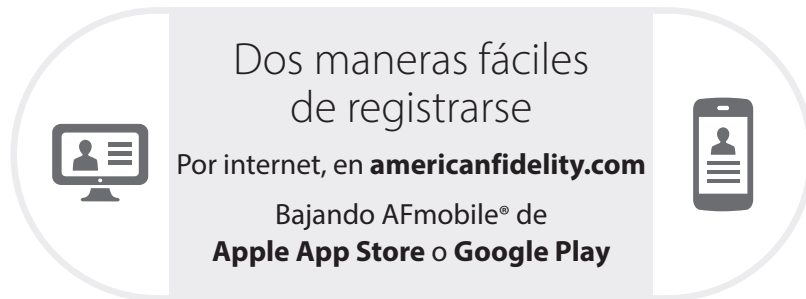 Dos maneras fáciles
de registrarse
Por internet, en americanfidelity.com
Bajando AFmobile® de
Apple App Store o Google Play